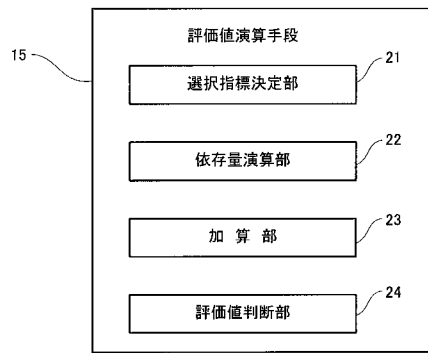 評価値演算手段
15
選択指標決定部
21
依存量演算部
22
加 算 部
23
評価値判断部
24